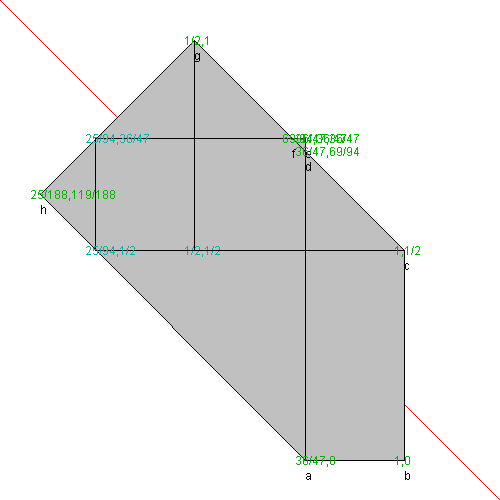 1/2,1
g
25/94,36/47
36/47,69/94
f
e
d
25/188,119/188
h
25/94,1/2
1/2,1/2
1,1/2
c
36/47,0
1,0
a
b